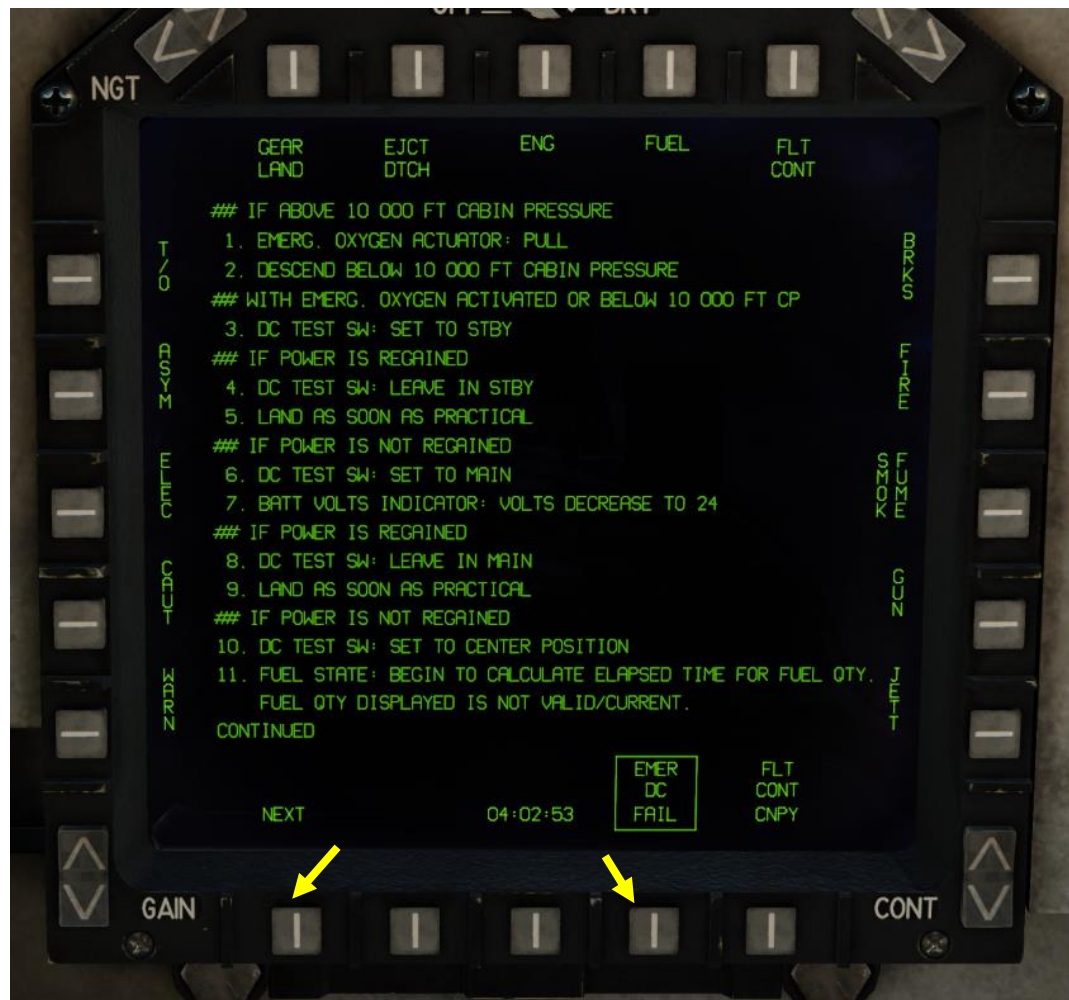 OFF
DAY
NGT
GEAR LAND
EJCT DTCH
ENG
FUEL
FLT CONT
## IF ABOVE 10 000 FT CABIN PRESSURE
1. EMERG. OXYGEN ACTUATOR: PULL
2. DESCEND BELOW 10 000 FT CABIN PRESSURE
## WITH EMERG. OXYGEN ACTIVATED OR BELOW 10 000 FT CP
3. DC TEST SW: SET TO STBY
## IF POWER IS REGAINED
4. DC TEST SW: LEAVE IN STBY
5. LAND AS SOON AS PRACTICAL
## IF POWER IS NOT REGAINED
6. DC TEST SW: SET TO MAIN
7. BATT VOLTS INDICATOR: VOLTS DECREASE TO 24
## IF POWER IS REGAINED
8. DC TEST SW: LEAVE IN MAIN
9. LAND AS SOON AS PRACTICAL
## IF POWER IS NOT REGAINED
10. DC TEST SW: SET TO CENTER POSITION
11. FUEL STATE: BEGIN TO CALCULATE ELAPSED TIME FOR FUEL QTY.
FUEL QTY DISPLAYED IS NOT VALID/CURRENT.
CONTINUED
T/O
ASYM
ELEC
CAUT
WARN
BRKS
FIRE
SMOK FUME
GUN
JETT
NEXT
04:02:53
EMER DC FAIL
FLT CONT CNPY
GAIN
CONT